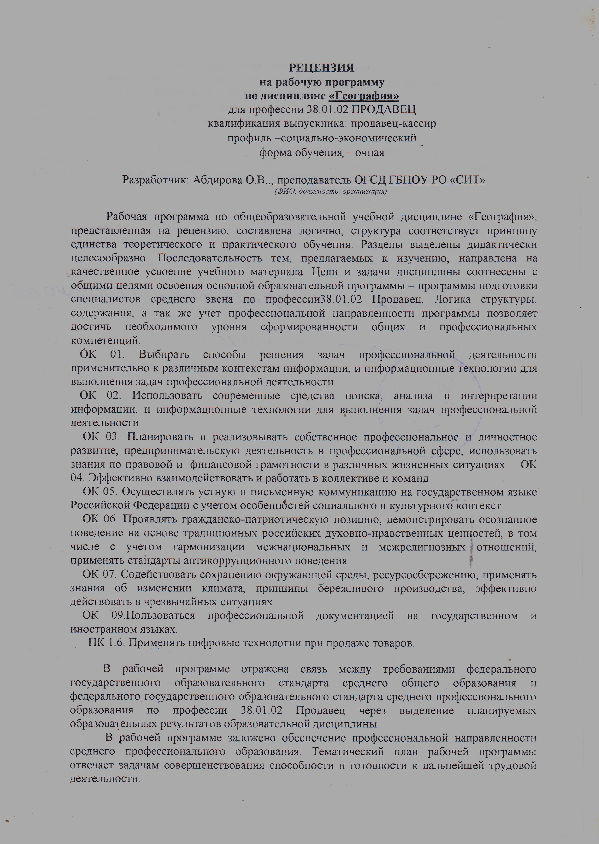 РЕЦЕНЗИЯ
на рабочую программу
по дисциплине «География»
для профессии 38.01.02 ПРОДАВЕЦ
квалификация выпускника: продавец-кассир
профиль –социально-экономический
форма обучения – очная
Разработчик: Абдирова О.В.., преподаватель ОГСД ГБПОУ РО «СИТ»
(ФИО, должность, организация)
Рабочая программа по общеобразовательной учебной дисциплине «География»,
представленная на рецензию, составлена логично, структура соответствует принципу
единства теоретического и практического обучения. Разделы выделены дидактически
целесообразно. Последовательность тем, предлагаемых к изучению, направлена на
качественное усвоение учебного материала. Цели и задачи дисциплины соотнесены с
общими целями освоения основной образовательной программы – программы подготовки
специалистов среднего звена по профессии38.01.02 Продавец. Логика структуры,
содержания, а так же учет профессиональной направленности программы позволяет
достичь необходимого уровня сформированности общих и профессиональных
компетенций.
ОК 01. Выбирать способы решения задач профессиональной деятельности
применительно к различным контекстам информации, и информационные технологии для
выполнения задач профессиональной деятельности
ОК 02. Использовать современные средства поиска, анализа и интерпретации
информации, и информационные технологии для выполнения задач профессиональной
деятельности
ОК 03. Планировать и реализовывать собственное профессиональное и личностное
развитие, предпринимательскую деятельность в профессиональной сфере, использовать
знания по правовой и финансовой грамотности в различных жизненных ситуациях ОК
04. Эффективно взаимодействовать и работать в коллективе и команд
ОК 05. Осуществлять устную и письменную коммуникацию на государственном языке
Российской Федерации с учетом особенностей социального и культурного контекст
ОК 06. Проявлять гражданско-патриотическую позицию, демонстрировать осознанное
поведение на основе традиционных российских духовно-нравственных ценностей, в том
числе с учетом гармонизации межнациональных и межрелигиозных отношений,
применять стандарты антикоррупционного поведения
ОК 07. Содействовать сохранению окружающей среды, ресурсосбережению, применять
знания об изменении климата, принципы бережливого производства, эффективно
действовать в чрезвычайных ситуациях
ОК 09.Пользоваться профессиональной документацией на государственном и
иностранном языках.
ПК 1.6. Применять цифровые технологии при продаже товаров.
В рабочей программе отражена связь между требованиями федерального
государственного образовательного стандарта среднего общего образования и
федерального государственного образовательного стандарта среднего профессионального
образования по профессии 38.01.02 Продавец через выделение планируемых
образовательных результатов образовательной дисциплины
В рабочей программе заложено обеспечение профессиональной направленности
среднего профессионального образования. Тематический план рабочей программы
отвечает задачам совершенствования способности и готовности к дальнейшей трудовой
деятельности.